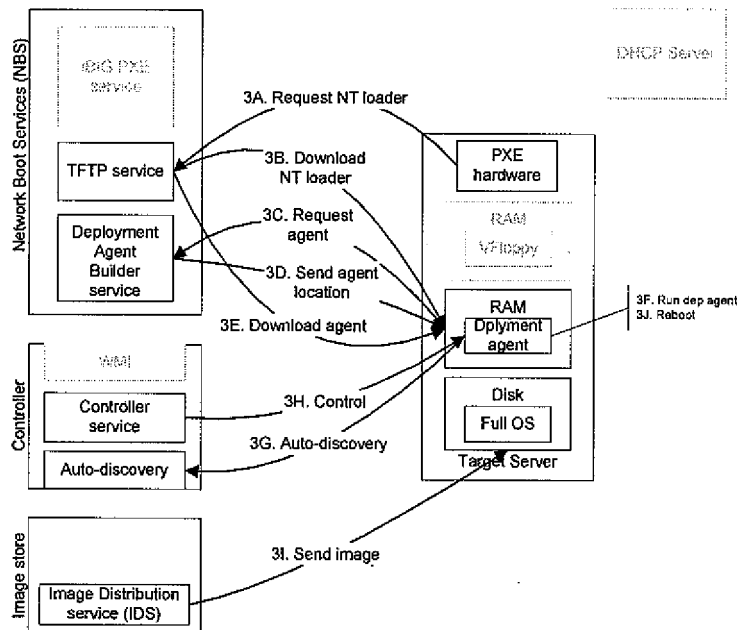 Network Boot Services (NBS)
iBIG PXE
service
TFTP service
Deployment
Agent
Builder
service
DHCP Server
3A. Request NT loader
3B. Download
NT loader
3C. Request
agent
3D. Send agent
location
3E. Download agent
PXE
hardware
RAM
VFloppy
RAM
Dplyment
agent
3F. Run dep agent
3J. Reboot
Disk
Full OS
Target Server
Controller
WMI
Controller
service
Auto-discovery
3H. Control
3G. Auto-discovery
Image store
Image Distribution
service (IDS)
3I. Send image